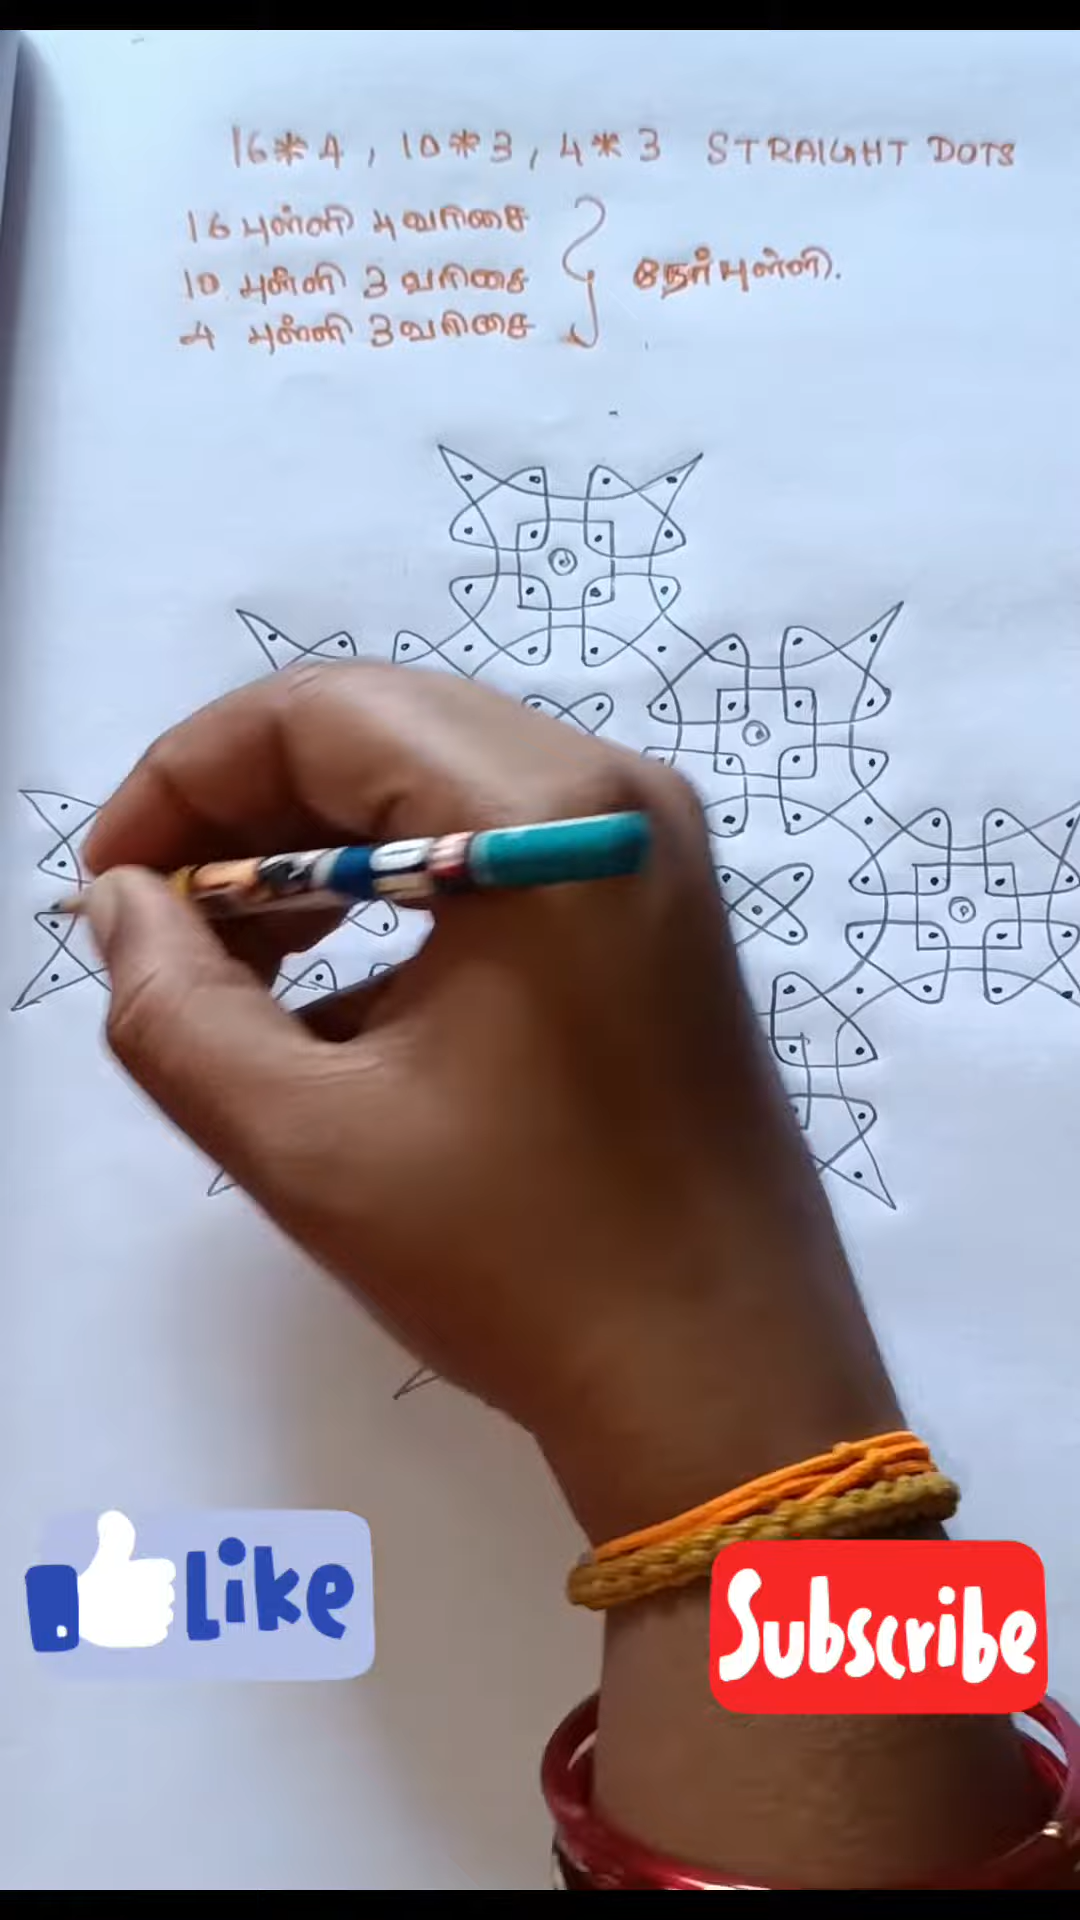 16*4, 10*3, 4*3 STRAIGHT DOTS
16 புள்ளி 4 வரிசை
10 புள்ளி 3 வரிசை
4 புள்ளி 3 வரிசை
நேர்புள்ளி.
Like
Subscribe